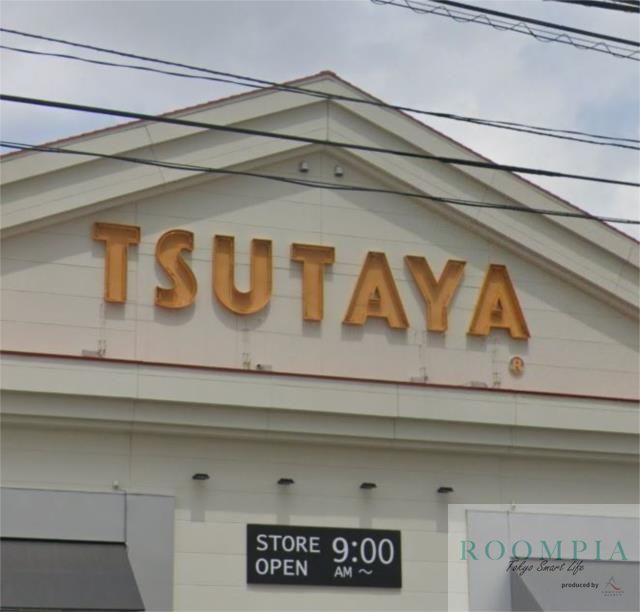 TSUTAYA
®
STORE OPEN
9:00
AM ～
ROOMPIA
Tokyo Smart Life
produced by